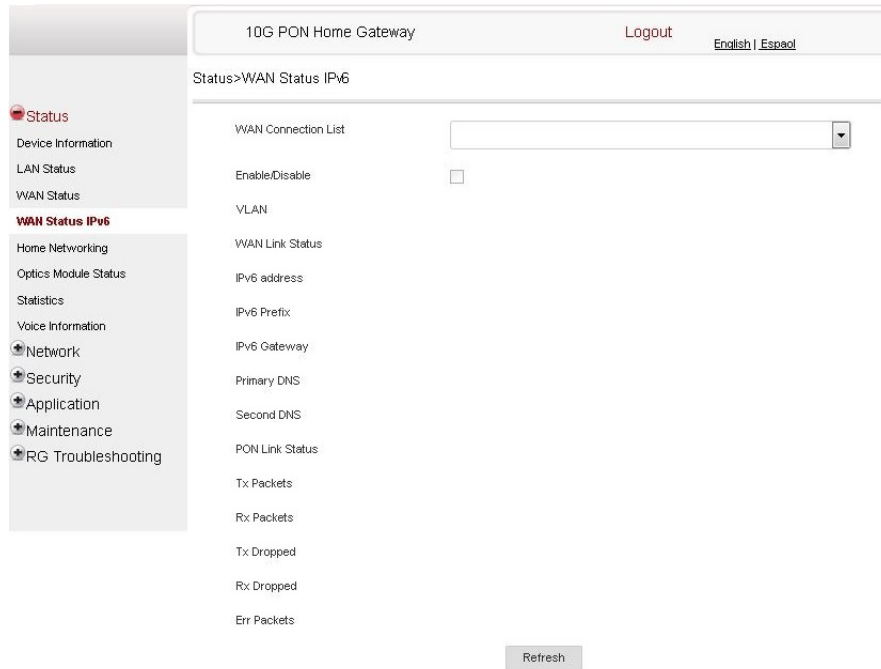 10G PON Home Gateway
Logout
English | Espaol
Status>WAN Status IPv6
Status
Device Information
LAN Status
WAN Status
WAN Status IPv6
Home Networking
Optics Module Status
Statistics
Voice Information
Network
Security
Application
Maintenance
RG Troubleshooting
WAN Connection List
Enable/Disable
VLAN
WAN Link Status
IPv6 address
IPv6 Prefix
IPv6 Gateway
Primary DNS
Second DNS
PON Link Status
Tx Packets
Rx Packets
Tx Dropped
Rx Dropped
Err Packets
Refresh